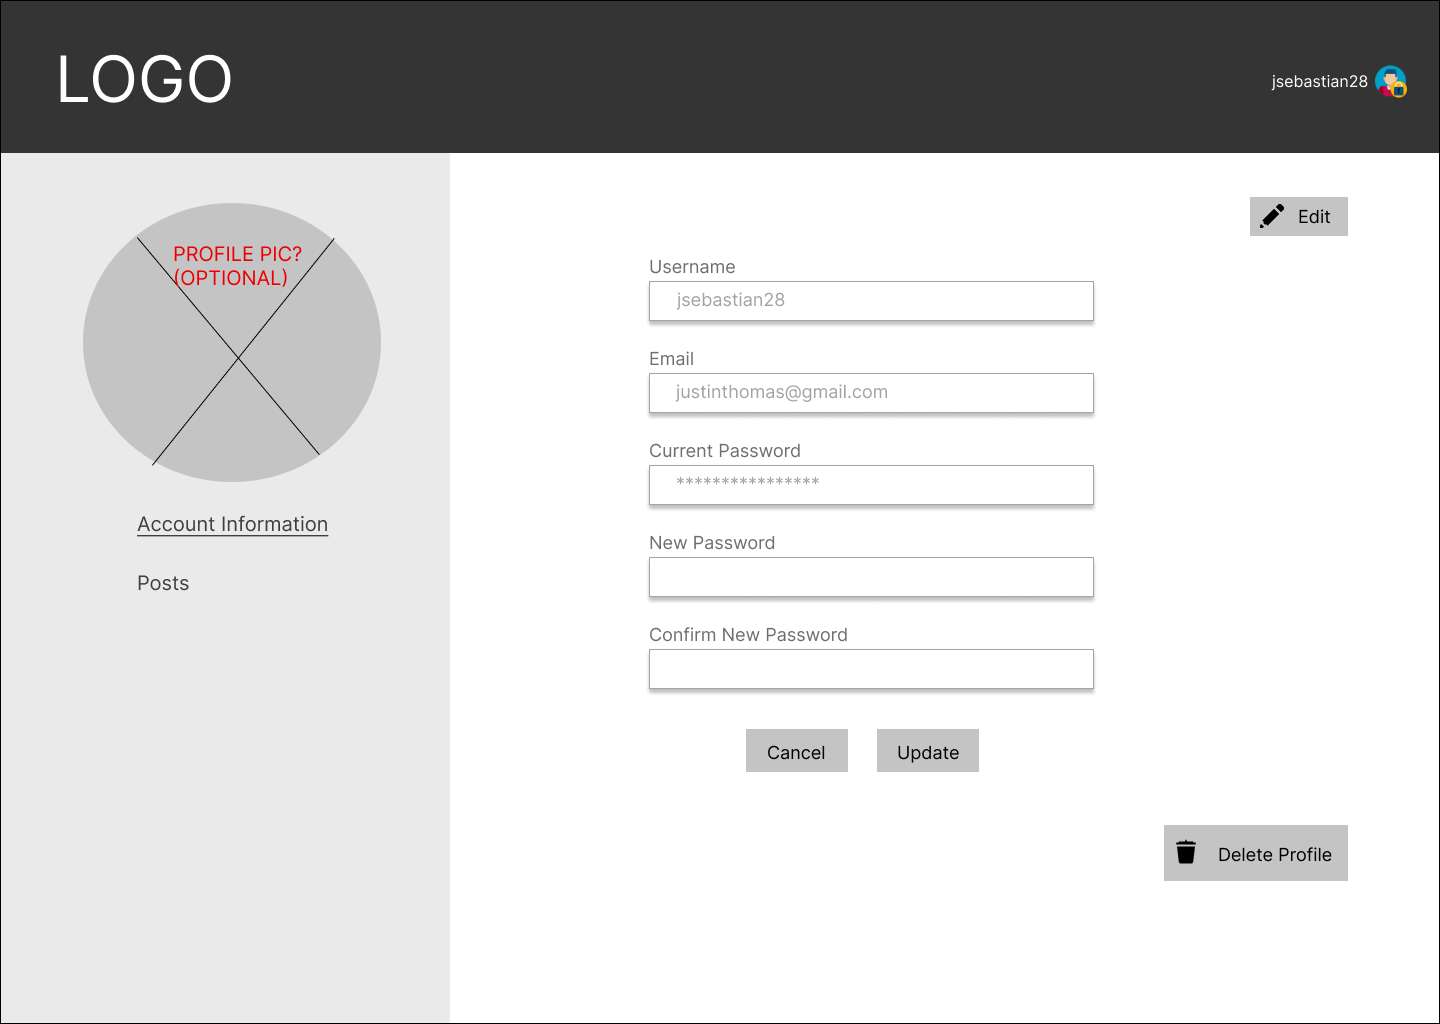 LOGO
jsebastian28
PROFILE PIC?
(OPTIONAL)
Account Information
Posts
Edit
Username
jsebastian28
Email
justinthomas@gmail.com
Current Password
****************
New Password
Confirm New Password
Cancel
Update
Delete Profile